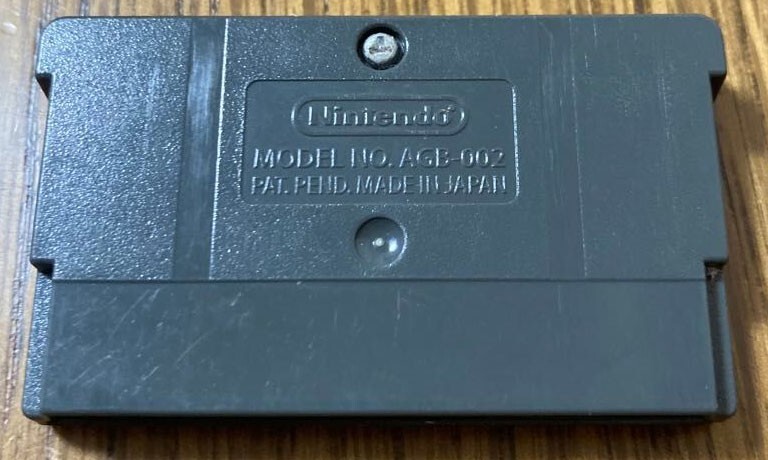 Nintendo®
MODEL NO. AGB-002
PAT. PEND. MADE IN JAPAN